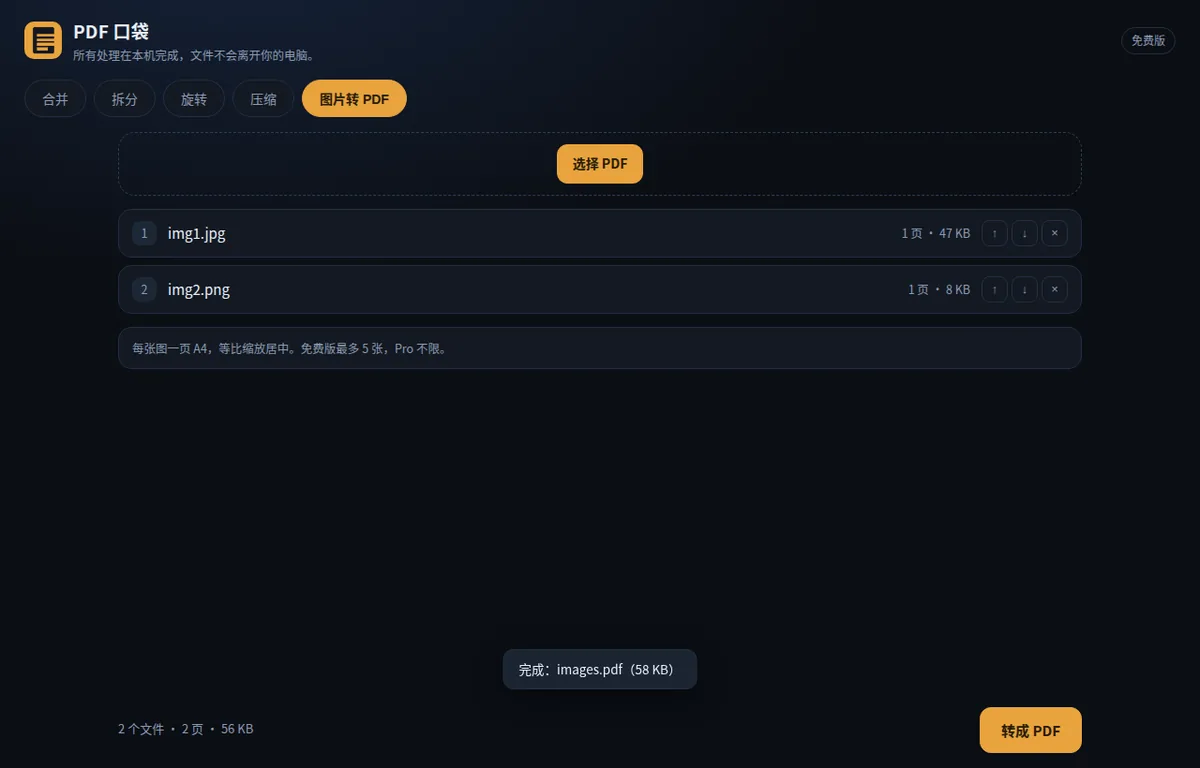 PDF 口袋
所有处理在本机完成，文件不会离开你的电脑。
免费版
合并
拆分
旋转
压缩
图片转 PDF
选择 PDF
1 img1.jpg 1 页 · 47 KB ↑ ↓ ×
2 img2.png 1 页 · 8 KB ↑ ↓ ×
每张图一页 A4，等比缩放居中。免费版最多 5 张，Pro 不限。
完成：images.pdf（58 KB）
2 个文件 · 2 页 · 56 KB
转成 PDF